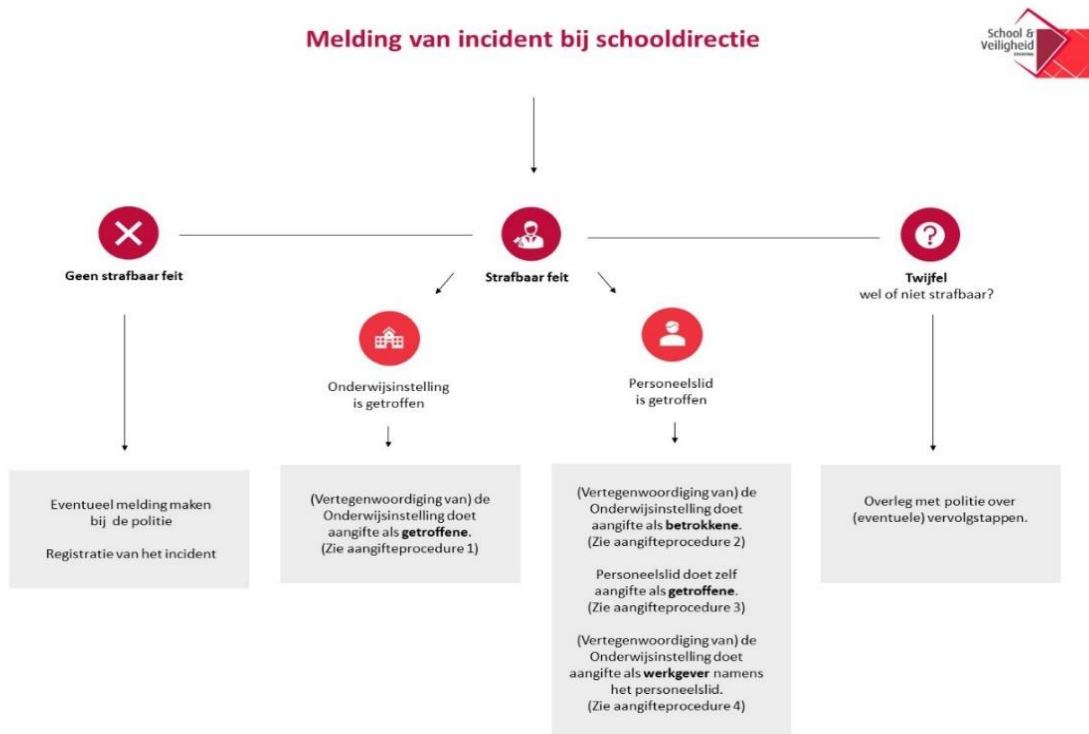 Melding van incident bij schooldirectie
School &
Veiligheid
Geen strafbaar feit
Strafbaar feit
Twijfel
wel of niet strafbaar?
Onderwijsinstelling
is getroffen
Personeelslid
is getroffen
Eventueel melding maken
bij de politie
Registratie van het incident
(Vertegenwoordiging van) de
Onderwijsinstelling doet
aangifte als getroffene.
(Zie aangifteprocedure 1)
(Vertegenwoordiging van) de
Onderwijsinstelling doet
aangifte als betrokkene.
(Zie aangifteprocedure 2)
Personeelslid doet zelf
aangifte als getroffene.
(Zie aangifteprocedure 3)
(Vertegenwoordiging van) de
Onderwijsinstelling doet
aangifte als werkgever namens
het personeelslid.
(Zie aangifteprocedure 4)
Overleg met politie over
(eventuele) vervolgstappen.